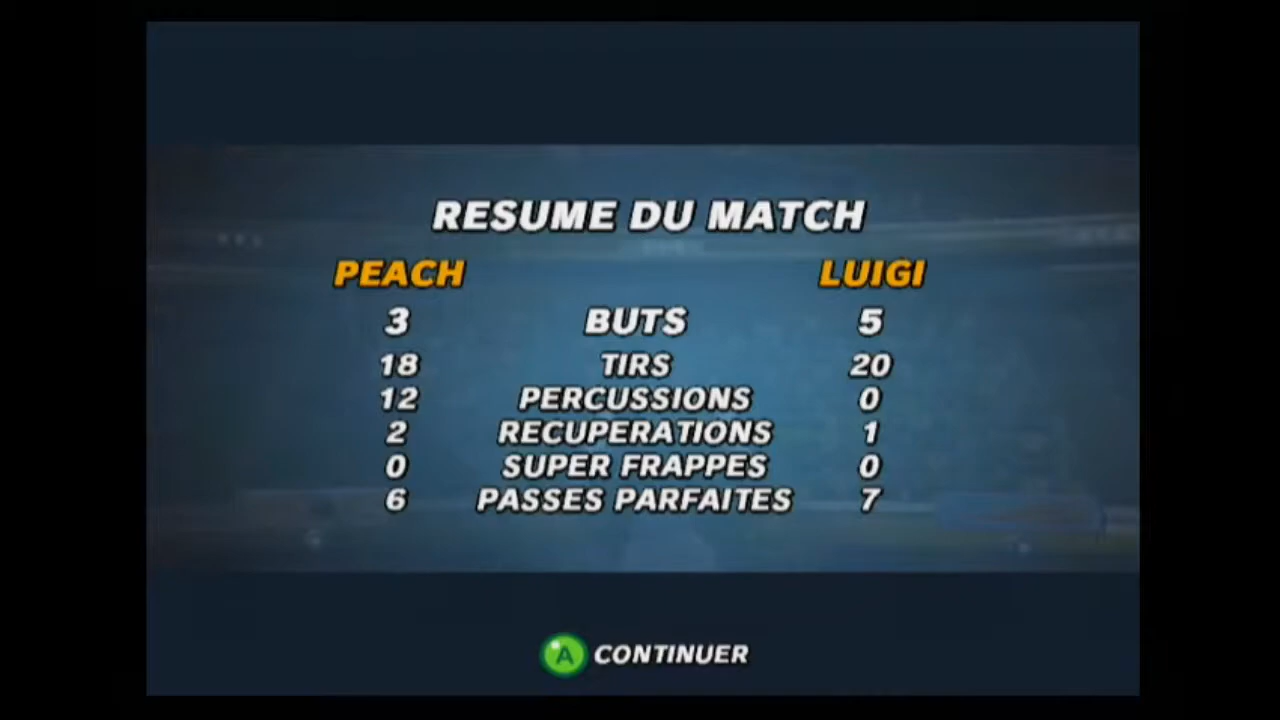 RESUME DU MATCH
PEACH LUIGI
3 BUTS 5
18 TIRS 20
12 PERCUSSIONS 0
2 RECUPERATIONS 1
0 SUPER FRAPPES 0
6 PASSES PARFAITES 7
A CONTINUER